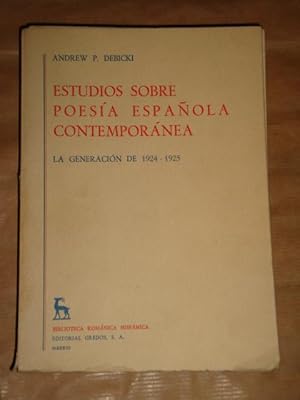 ANDREW P. DEBICKI
ESTUDIOS SOBRE
POESÍA ESPAÑOLA
CONTEMPORÁNEA
LA GENERACIÓN DE 1924-1925
BIBLIOTECA ROMÁNICA HISPÁNICA
EDITORIAL GREDOS, S. A.
MADRID